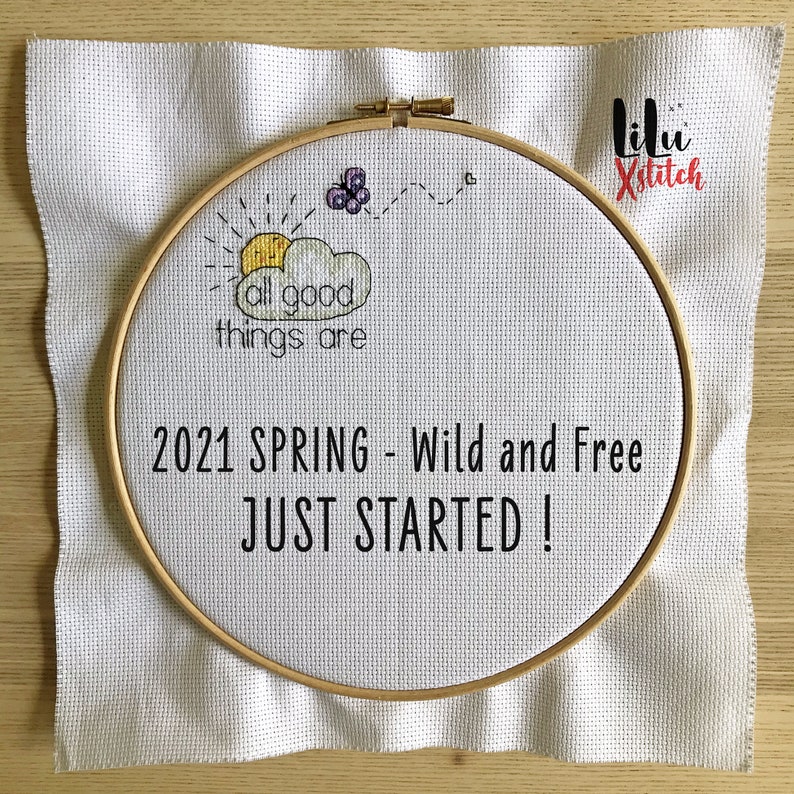 LiLu
Xstitch
all good
things are
2021 SPRING - Wild and Free
JUST STARTED !